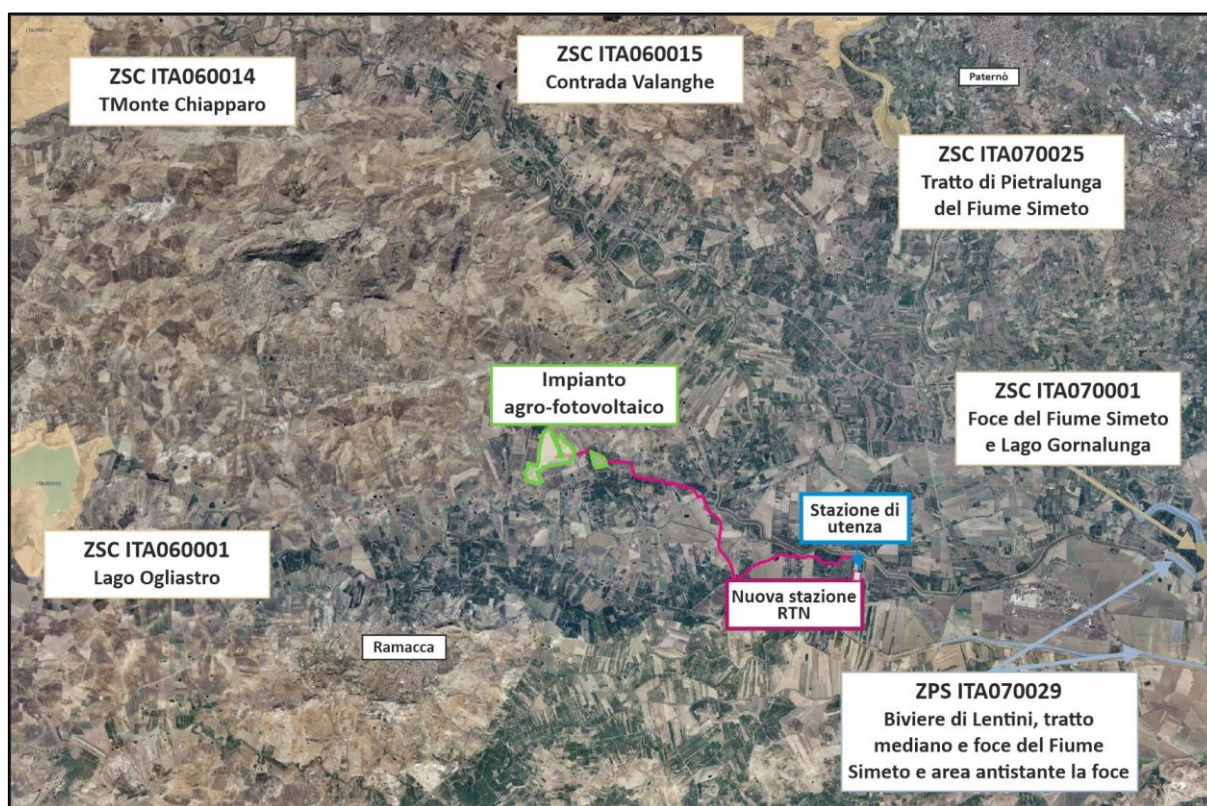 ZSC ITA060014
TMonte Chiapparo
ZSC ITA060015
Contrada Valanghe
Paternò
ZSC ITA070025
Tratto di Pietralunga
del Fiume Simeto
Impianto
agro-fotovoltaico
ZSC ITA070001
Foce del Fiume Simeto
e Lago Gornalunga
Stazione di
utenza
ZSC ITA060001
Lago Ogliastro
Nuova stazione
RTN
Ramacca
ZPS ITA070029
Biviere di Lentini, tratto
mediano e foce del Fiume
Simeto e area antistante la foce